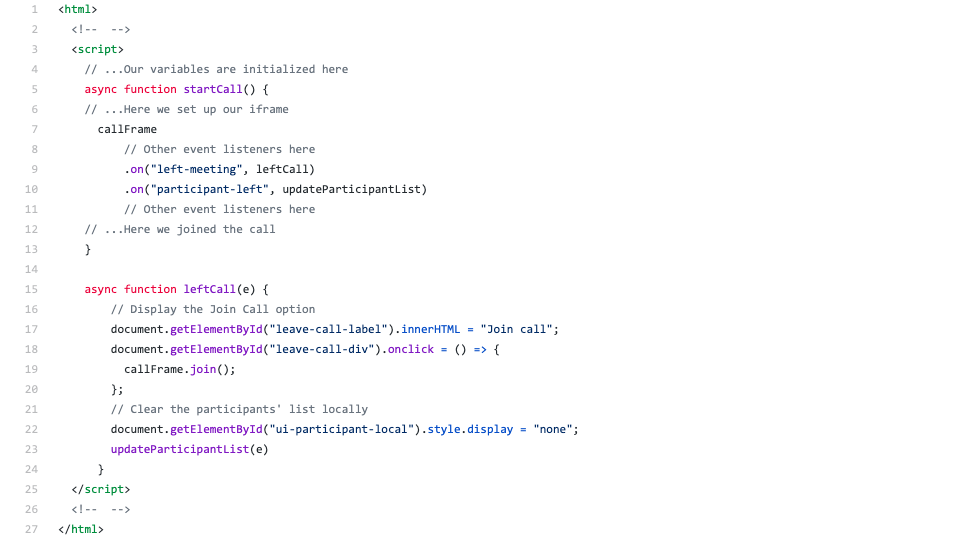 1 <html>
2 <!--  -->
3 <script>
4 // ...Our variables are initialized here
5 async function startCall() {
6 // ...Here we set up our iframe
7 callFrame
8 // Other event listeners here
9 .on("left-meeting", leftCall)
10 .on("participant-left", updateParticipantList)
11 // Other event listeners here
12 // ...Here we joined the call
13 }
14
15 async function leftCall(e) {
16 // Display the Join Call option
17 document.getElementById("leave-call-label").innerHTML = "Join call";
18 document.getElementById("leave-call-div").onclick = () => {
19 callFrame.join();
20 };
21 // Clear the participants' list locally
22 document.getElementById("ui-participant-local").style.display = "none";
23 updateParticipantList(e)
24 }
25 </script>
26 <!--  -->
27 </html>